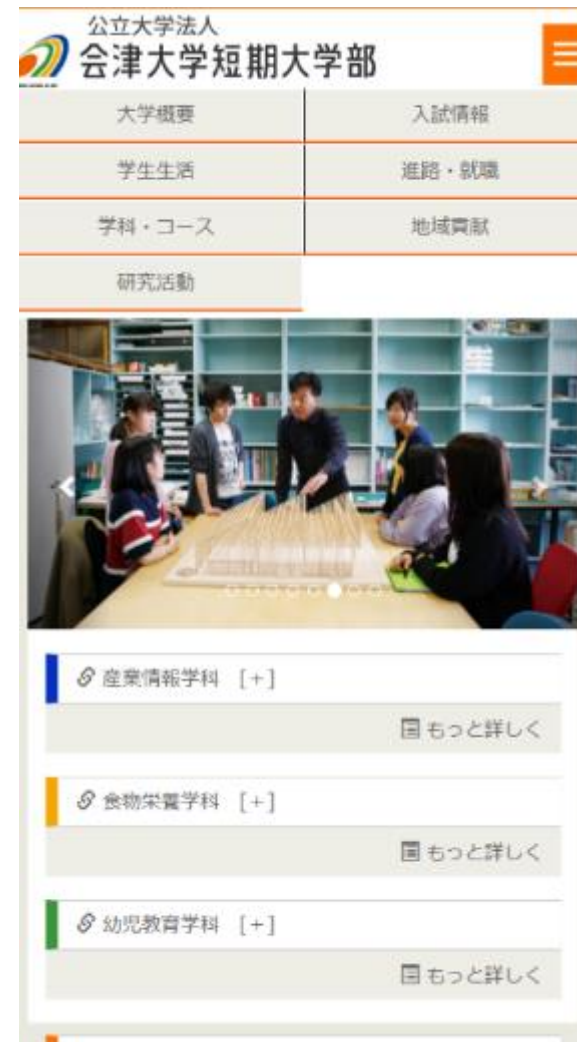 公立大学法人
会津大学短期大学部
大学概要
入試情報
学生生活
進路・就職
学科・コース
地域貢献
研究活動
産業情報学科 [+]
もっと詳しく
食物栄養学科 [+]
もっと詳しく
幼児教育学科 [+]
もっと詳しく